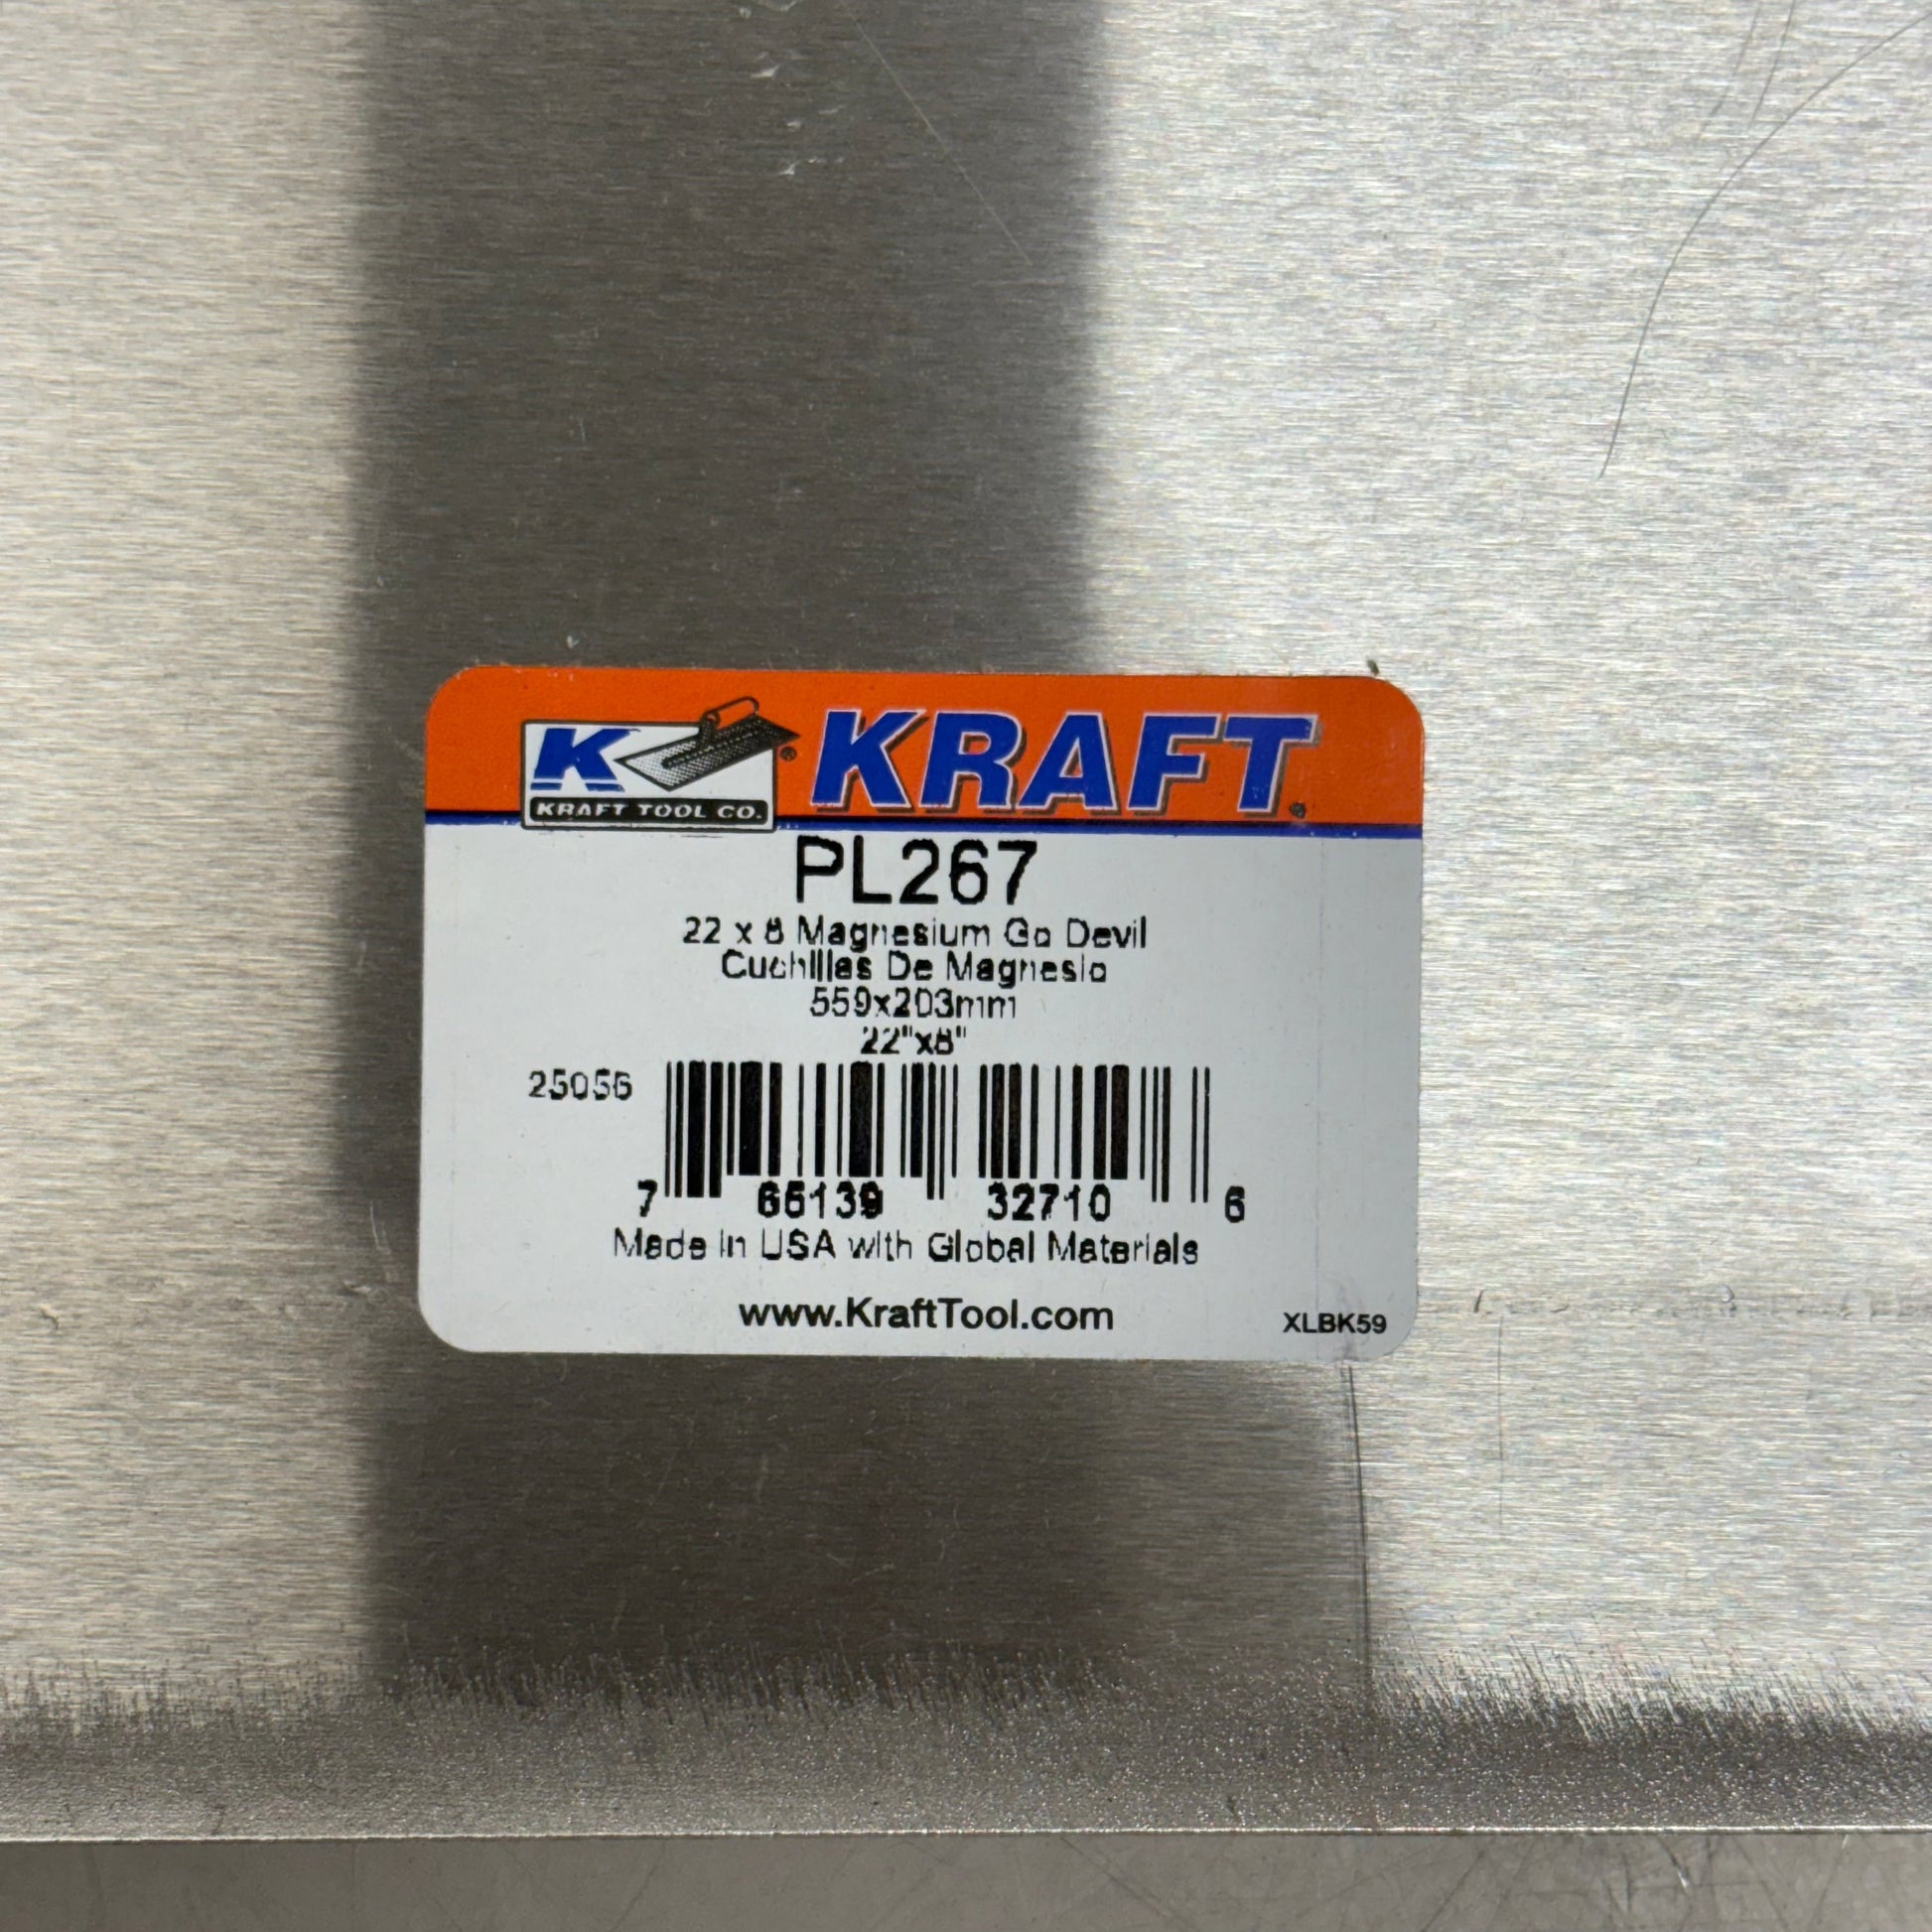 K
KRAFT TOOL CO.
®
KRAFT®
PL267
22 x 8 Magnesium Go Devil
Cuchillas De Magnesio
559x203mm
22"x8"
25056
7 65139 32710 6
Made in USA with Global Materials
www.KraftTool.com
XLBK59